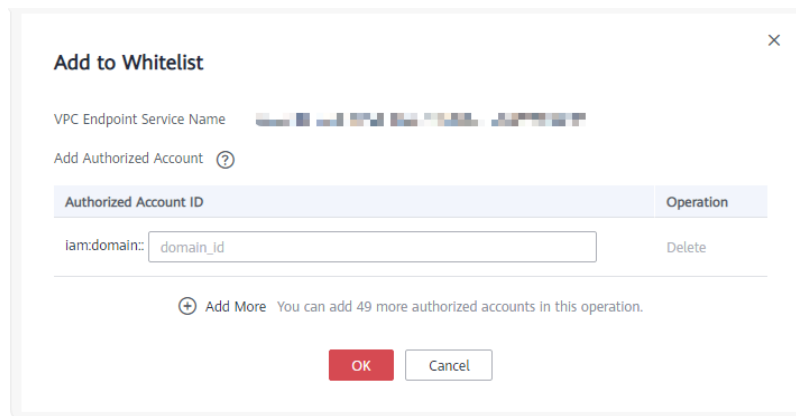 Add to Whitelist
VPC Endpoint Service Name
Add Authorized Account ?
Authorized Account ID Operation
iam:domain:: domain_id Delete
Add More You can add 49 more authorized accounts in this operation.
OK Cancel